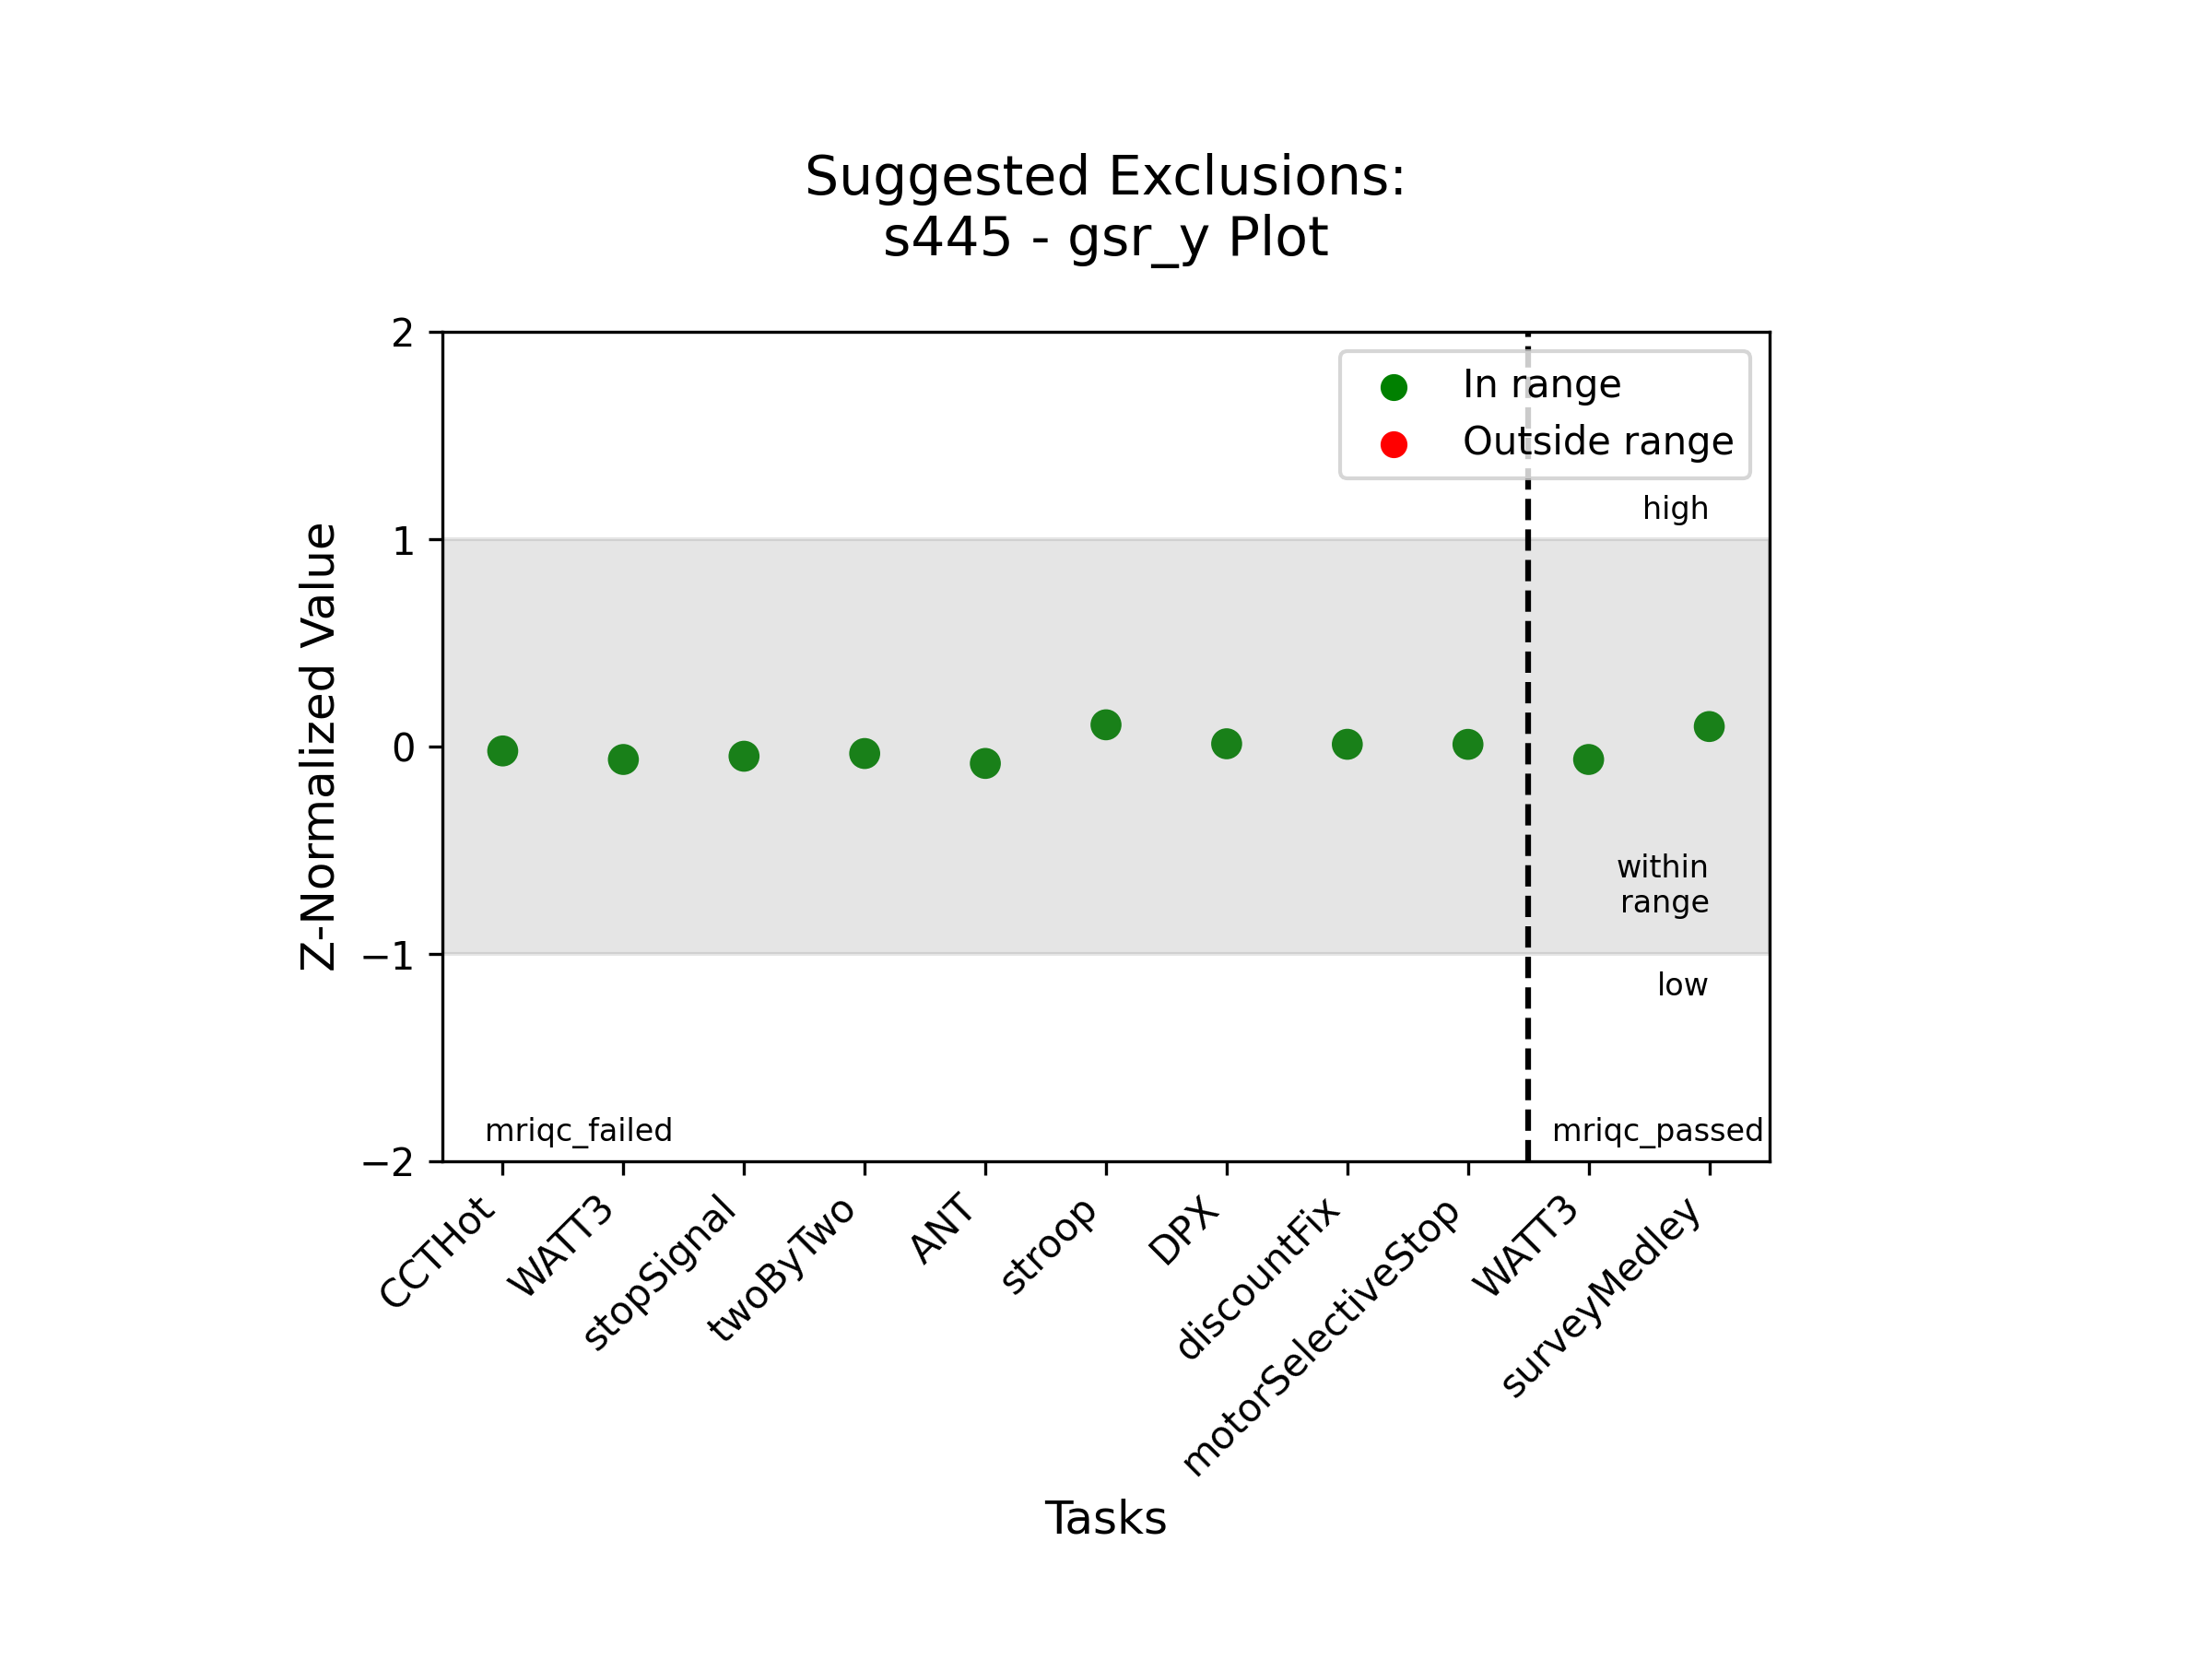 Suggested Exclusions:
s445 - gsr_y Plot
Z-Normalized Value
2
1
0
−1
−2
In range
Outside range
high
within
range
low
mriqc_failed
mriqc_passed
CCTHot
WATT3
stopSignal
twoByTwo
ANT
stroop
DPX
discountFix
motorSelectiveStop
WATT3
surveyMedley
Tasks